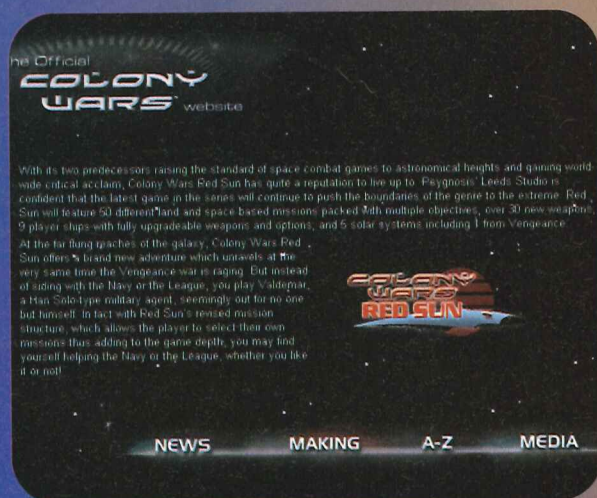 he Official
COLONY
WARS website
With its two predecessors raising the standard of space combat games to astronomical heights and gaining world-
wide critical acclaim, Colony Wars Red Sun has quite a reputation to live up to. Psygnosis' Leeds Studio is
confident that the latest game in the series will continue to push the boundaries of the genre to the extreme. Red
Sun will feature 50 different land and space based missions packed with multiple objectives, over 30 new weapons,
9 player ships with fully upgradeable weapons and options, and 5 solar systems including 1 from Vengeance
At the far flung reaches of the galaxy, Colony Wars Red
Sun offers a brand new adventure which unravels at the
very same time the Vengeance war is raging. But instead
of siding with the Navy or the League, you play Valdemar,
a Han Solo-type military agent, seemingly out for no one
but himself. In fact with Red Sun's revised mission
structure, which allows the player to select their own
missions thus adding to the game depth, you may find
yourself helping the Navy or the League, whether you like
it or not!
COLONY
WARS
RED SUN
NEWS MAKING A-Z MEDIA